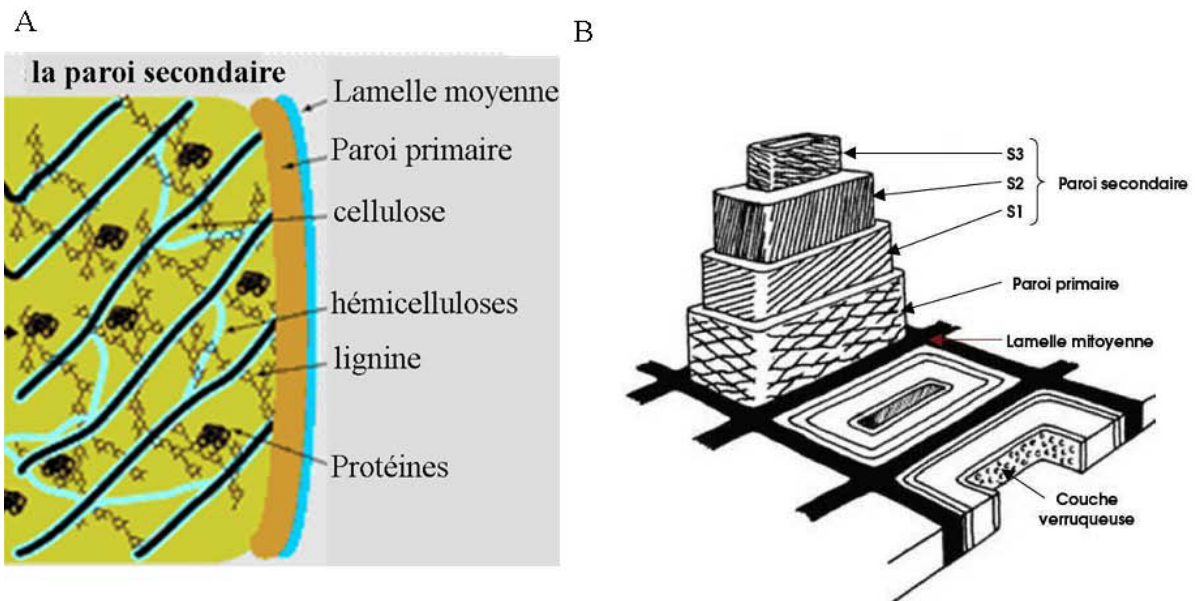 A
la paroi secondaire
Lamelle moyenne
Paroi primaire
cellulose
hémicelluloses
lignine
Protéines
B
S3
S2
Paroi secondaire
S1
Paroi primaire
Lamelle mitoyenne
Couche
verruqueuse